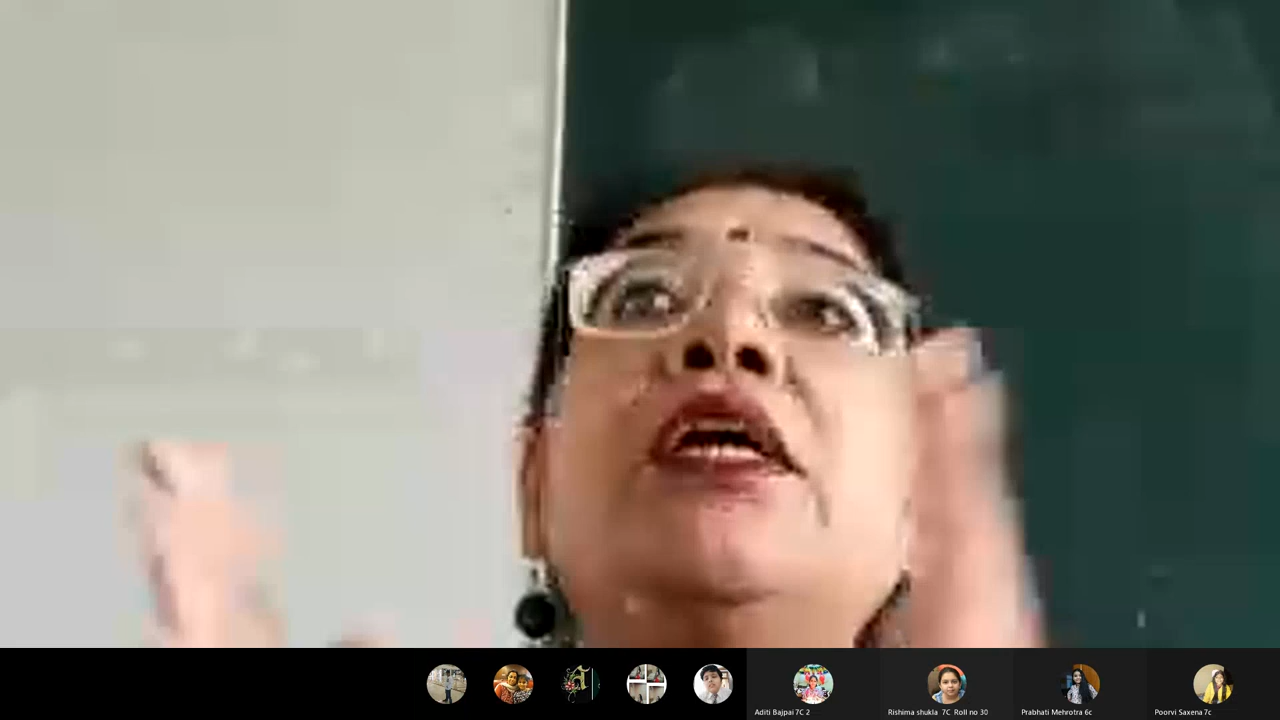 Aditi Bajpai 7C 2
Rishima shukla 7C Roll no 30
Prabhati Mehrotra 6c
Poorvi Saxena 7c